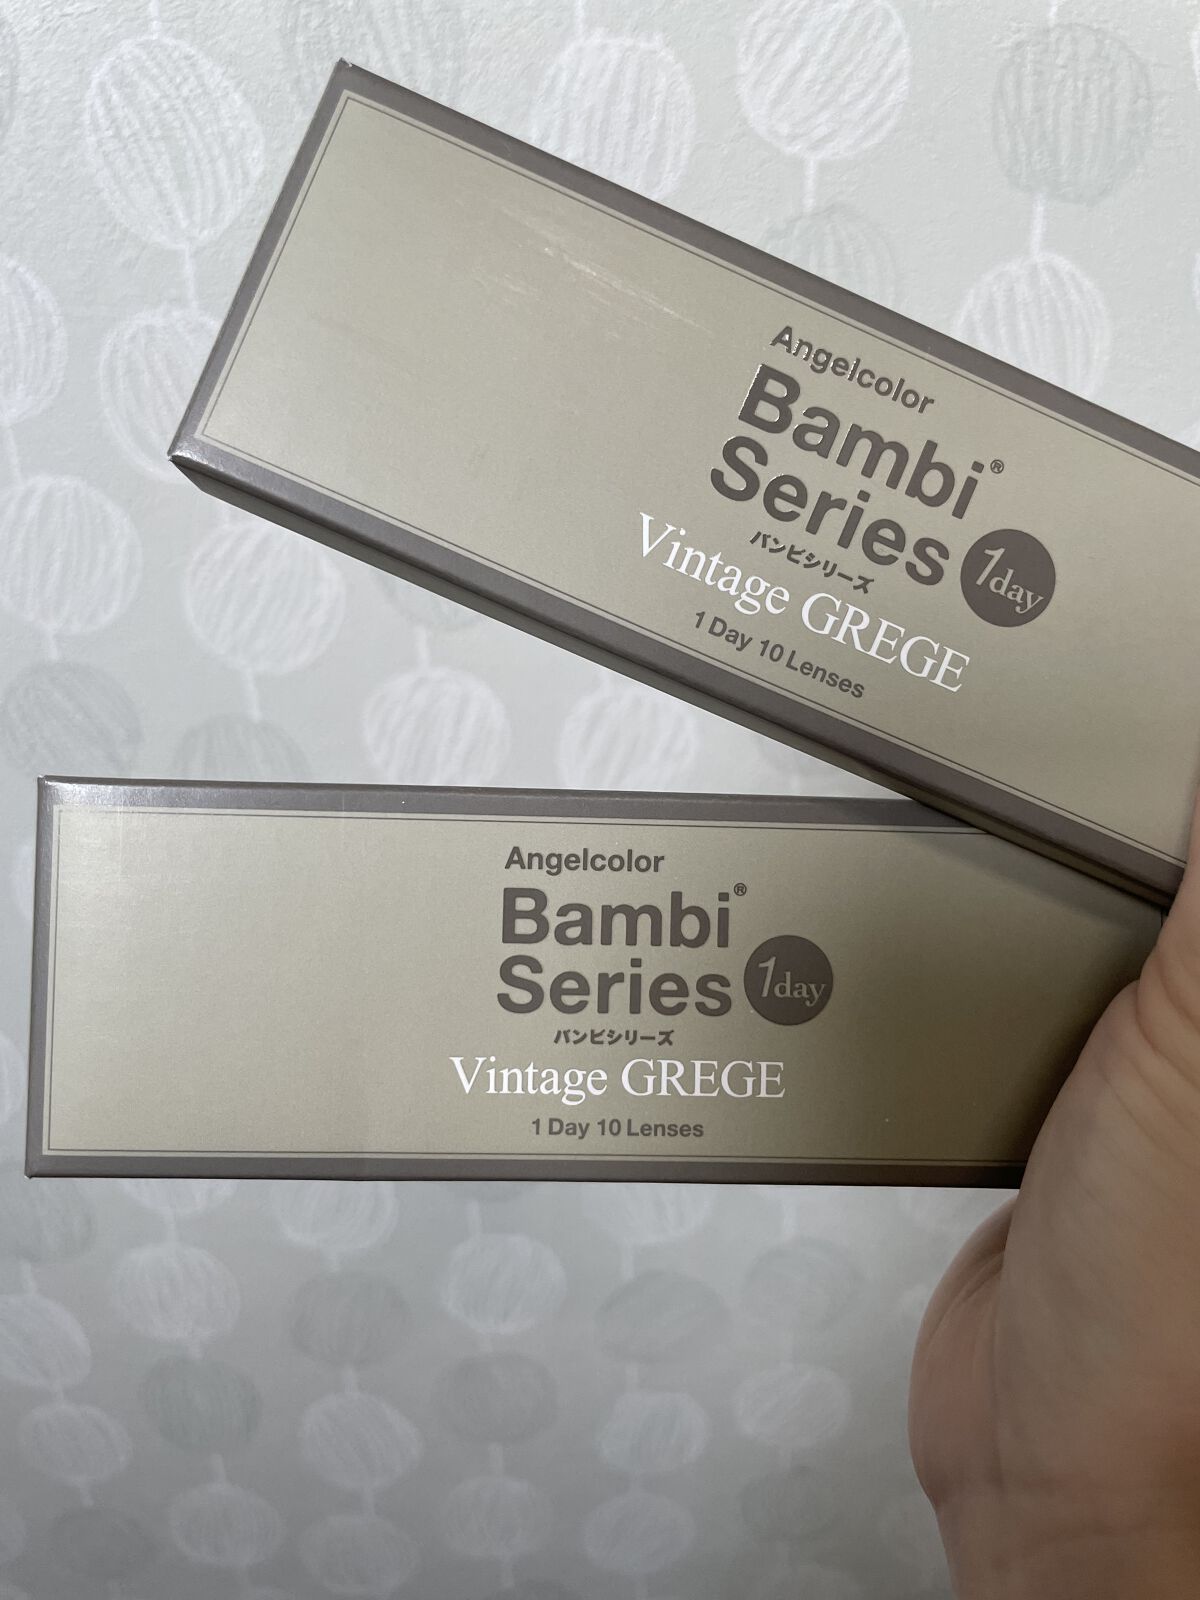 Angelcolor
Bambi®
Series 1day
バンビシリーズ
Vintage GREGE
1 Day 10 Lenses
Angelcolor
Bambi®
Series 1day
バンビシリーズ
Vintage GREGE
1 Day 10 Lenses